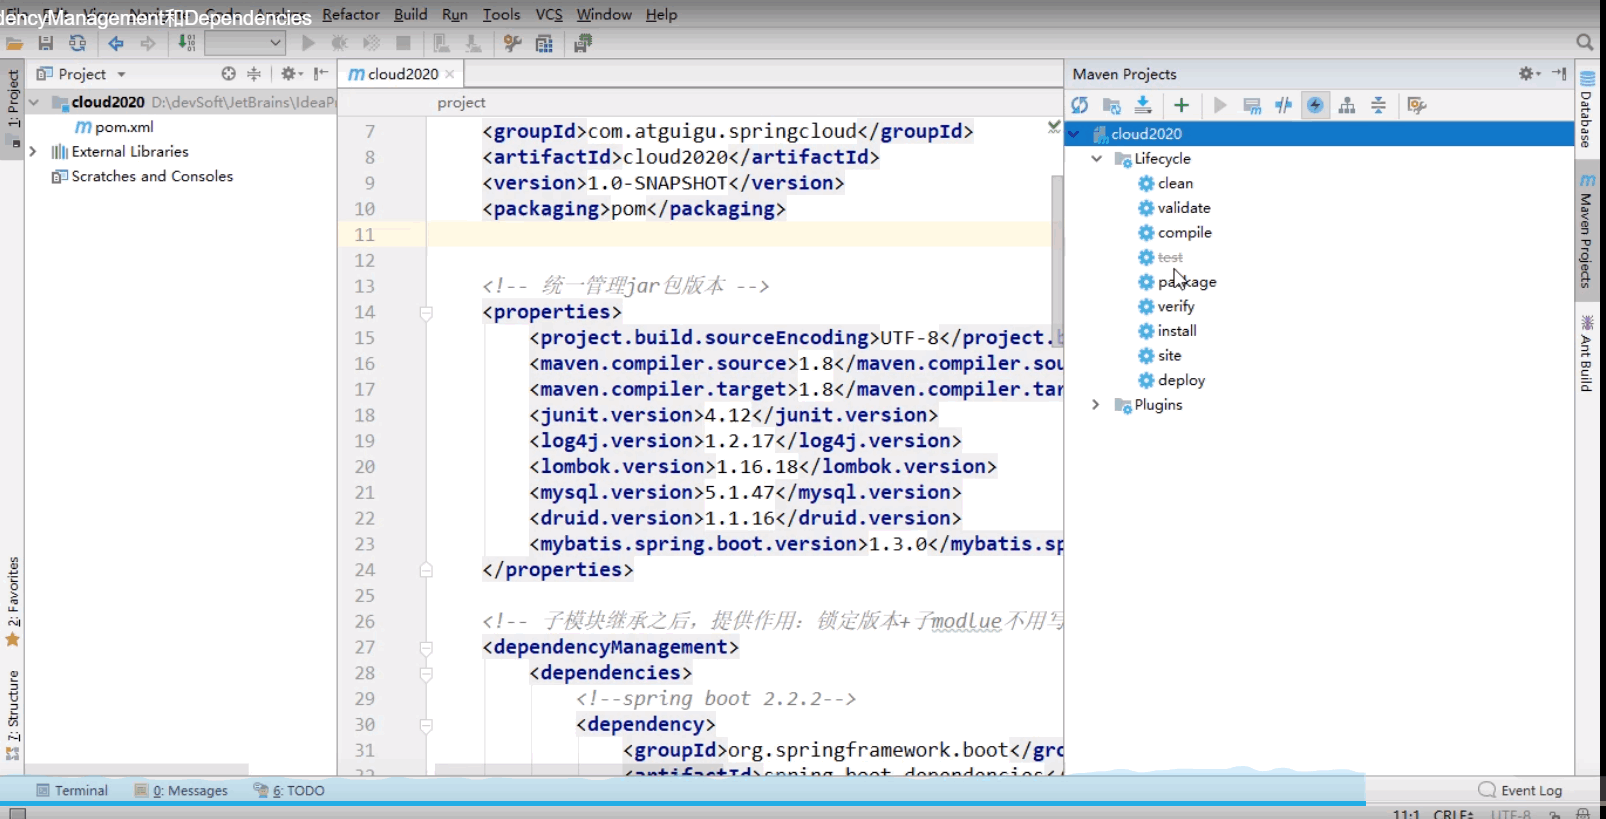 dencyManagement和Dependencies
Refactor Build Run Tools VCS Window Help
Project
cloud2020
Maven Projects
1: Project
cloud2020 D:\devSoft\JetBrains\IdeaPr
pom.xml
External Libraries
Scratches and Consoles
2: Favorites
7: Structure
project
7 <groupId>com.atguigu.springcloud</groupId>
8 <artifactId>cloud2020</artifactId>
9 <version>1.0-SNAPSHOT</version>
10 <packaging>pom</packaging>
11
12
13 <!-- 统一管理jar包版本 -->
14 <properties>
15 <project.build.sourceEncoding>UTF-8</project.b
16 <maven.compiler.source>1.8</maven.compiler.sou
17 <maven.compiler.target>1.8</maven.compiler.tar
18 <junit.version>4.12</junit.version>
19 <log4j.version>1.2.17</log4j.version>
20 <lombok.version>1.16.18</lombok.version>
21 <mysql.version>5.1.47</mysql.version>
22 <druid.version>1.1.16</druid.version>
23 <mybatis.spring.boot.version>1.3.0</mybatis.sp
24 </properties>
25
26 <!-- 子模块继承之后，提供作用：锁定版本+子modlue不用写
27 <dependencyManagement>
28 <dependencies>
29 <!--spring boot 2.2.2-->
30 <dependency>
31 <groupId>org.springframework.boot</gro
32 <artifactId>spring-boot-dependencies</
cloud2020
Lifecycle
clean
validate
compile
test
package
verify
install
site
deploy
Plugins
Database
Maven Projects
Ant Build
Terminal 0: Messages 6: TODO Event Log
11:1 CRLF UTF-8